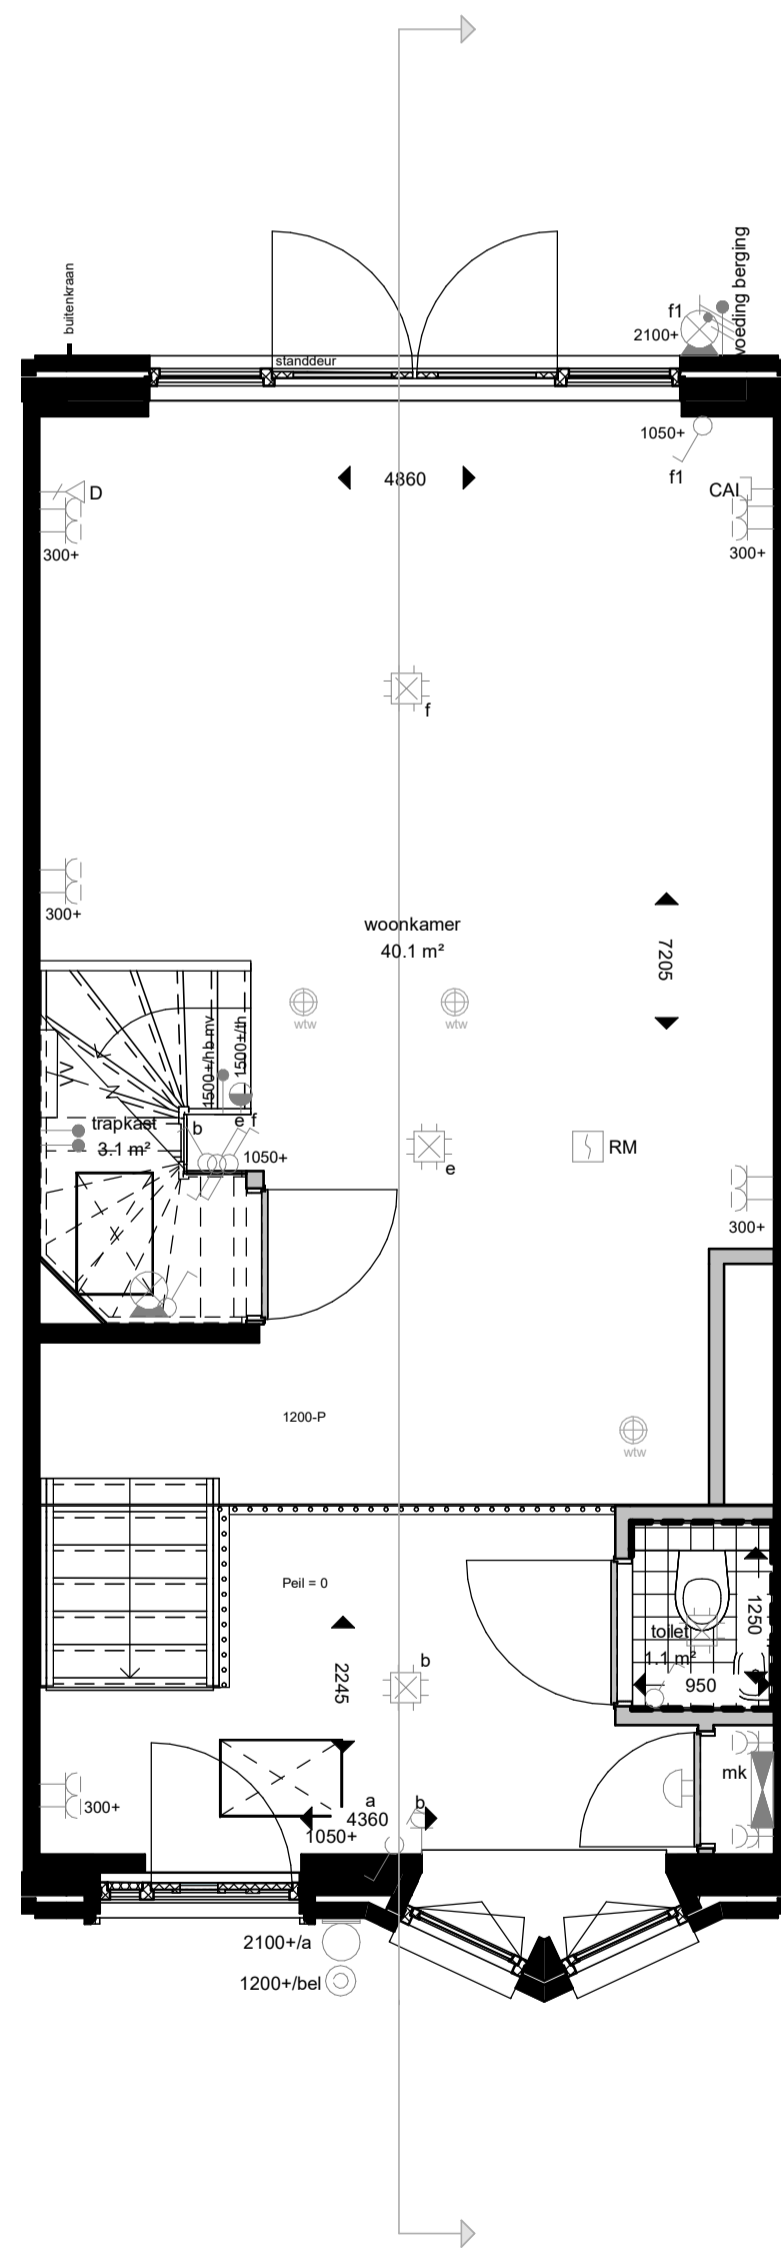 buitenkraan
voeding berging
f1
2100+
standdeur
1050+
f1
4860
D
CAI
300+
300+
f
300+
woonkamer
40.1 m²
7205
wtw
wtw
1500+/hb mv
1500+/th
trapkast
3.1 m²
b
e f
1050+
e
RM
300+
1200-P
wtw
Peil = 0
1250
toilet
1.1 m²
950
b
2245
mk
300+
a
b
4360
1050+
2100+/a
1200+/bel